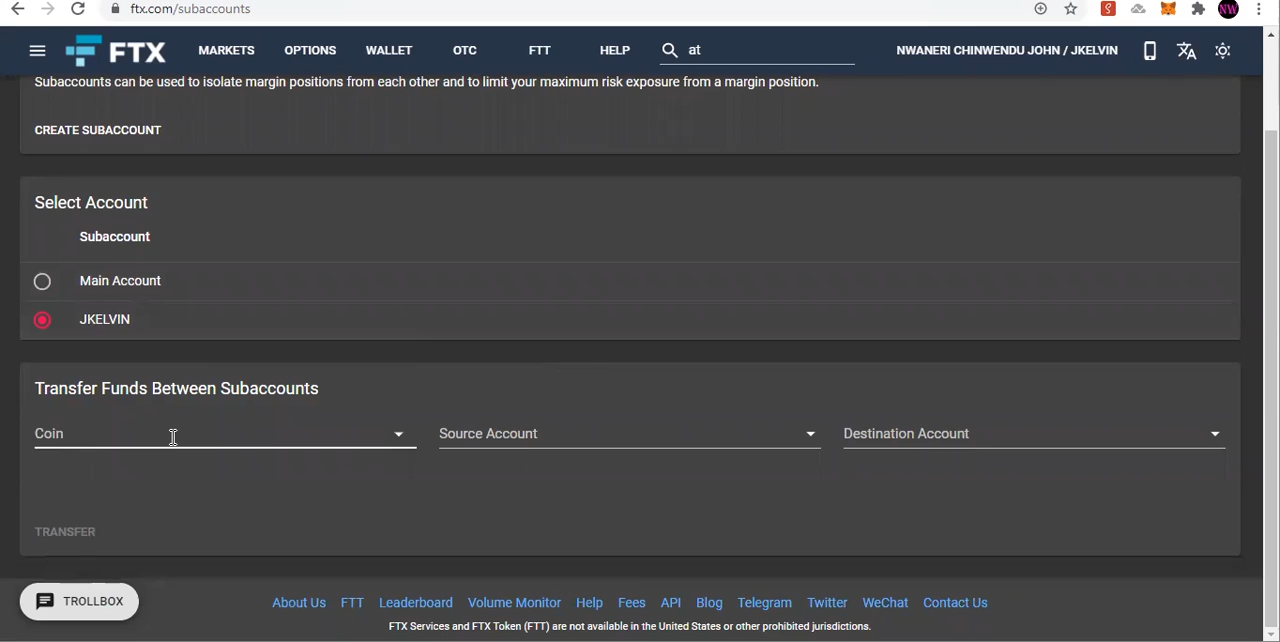 ftx.com/subaccounts
NW
FTX MARKETS OPTIONS WALLET OTC FTT HELP at NWANERI CHINWENDU JOHN / JKELVIN
Subaccounts can be used to isolate margin positions from each other and to limit your maximum risk exposure from a margin position.
CREATE SUBACCOUNT
Select Account
Subaccount
Main Account
JKELVIN
Transfer Funds Between Subaccounts
Coin Source Account Destination Account
TRANSFER
TROLLBOX
About Us FTT Leaderboard Volume Monitor Help Fees API Blog Telegram Twitter WeChat Contact Us
FTX Services and FTX Token (FTT) are not available in the United States or other prohibited jurisdictions.